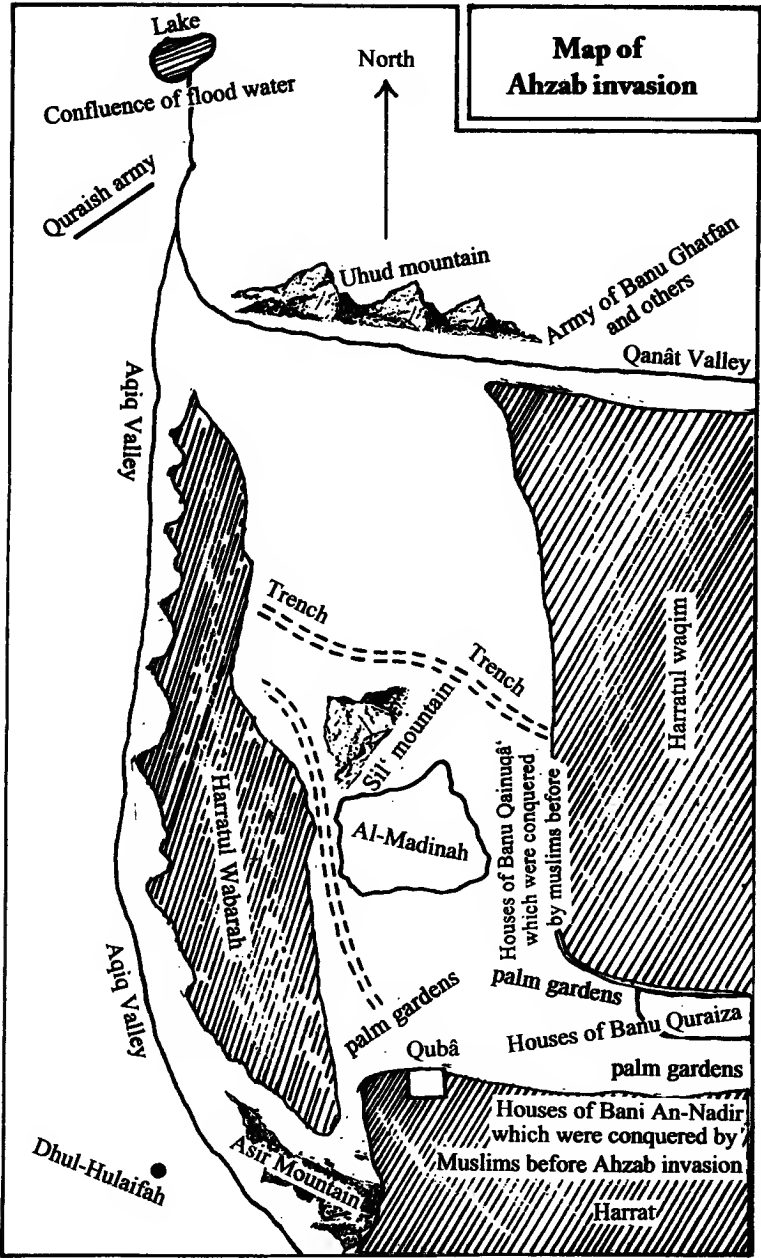 Map of
Ahzab invasion
Lake
North
Confluence of flood water
Quraish army
Uhud mountain
Army of Banu Ghatfan
and others
Qanât Valley
Aqiq Valley
Trench
Trench
Harratul waqim
Sil‘ mountain
Harratul Wabarah
Al-Madinah
Houses of Banu Qainuqâ‘
which were conquered
by muslims before
Aqiq Valley
palm gardens
palm gardens
Houses of Banu Quraiza
Qubâ
palm gardens
Houses of Bani An-Nadir
which were conquered by
Muslims before Ahzab invasion
Harrat
Asir Mountain
Dhul-Hulaifah